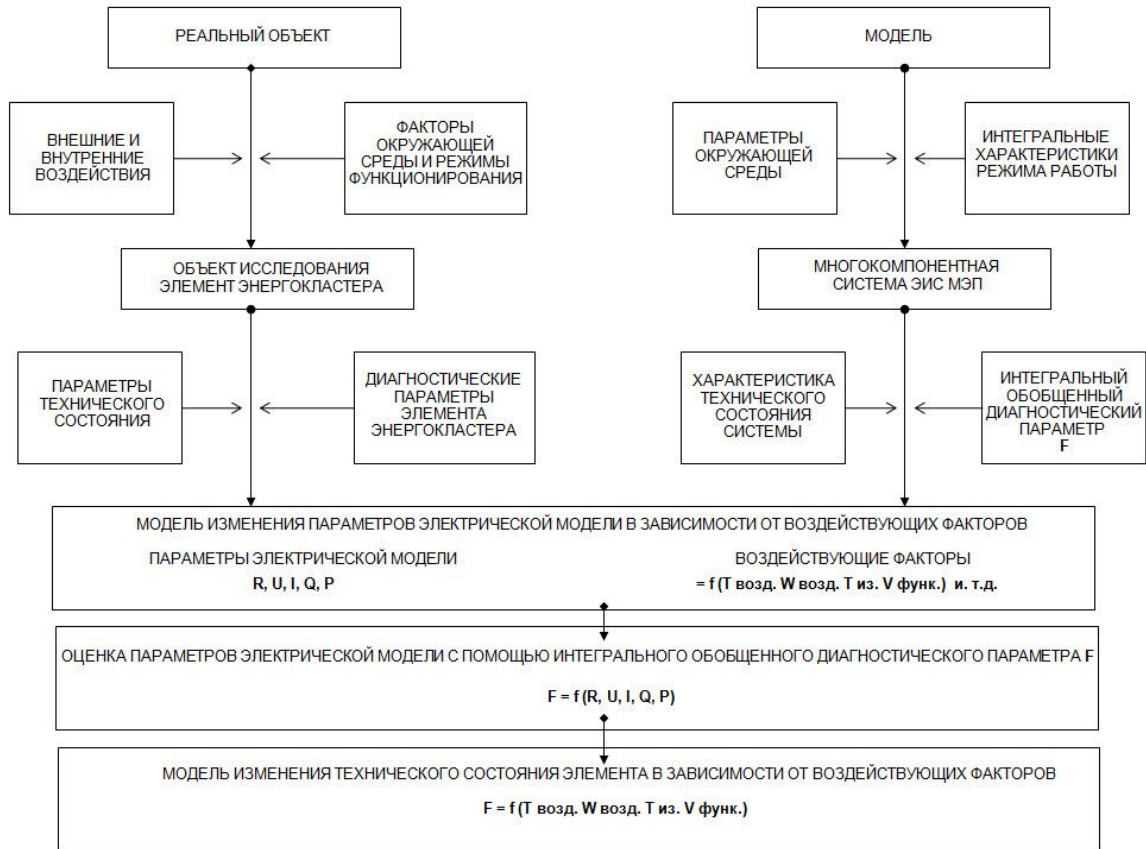 РЕАЛЬНЫЙ ОБЪЕКТ
МОДЕЛЬ
ВНЕШНИЕ И
ВНУТРЕННИЕ
ВОЗДЕЙСТВИЯ
ФАКТОРЫ
ОКРУЖАЮЩЕЙ
СРЕДЫ И РЕЖИМЫ
ФУНКЦИОНИРОВАНИЯ
ПАРАМЕТРЫ
ОКРУЖАЮЩЕЙ
СРЕДЫ
ИНТЕГРАЛЬНЫЕ
ХАРАКТЕРИСТИКИ
РЕЖИМА РАБОТЫ
ОБЪЕКТ ИССЛЕДОВАНИЯ
ЭЛЕМЕНТ ЭНЕРГОКЛАСТЕРА
МНОГОКОМПОНЕНТНАЯ
СИСТЕМА ЭИС МЭП
ПАРАМЕТРЫ
ТЕХНИЧЕСКОГО
СОСТОЯНИЯ
ДИАГНОСТИЧЕСКИЕ
ПАРАМЕТРЫ
ЭЛЕМЕНТА
ЭНЕРГОКЛАСТЕРА
ХАРАКТЕРИСТИКА
ТЕХНИЧЕСКОГО
СОСТОЯНИЯ
СИСТЕМЫ
ИНТЕГРАЛЬНЫЙ
ОБОБЩЕННЫЙ
ДИАГНОСТИЧЕСКИЙ
ПАРАМЕТР
F
МОДЕЛЬ ИЗМЕНЕНИЯ ПАРАМЕТРОВ ЭЛЕКТРИЧЕСКОЙ МОДЕЛИ В ЗАВИСИМОСТИ ОТ ВОЗДЕЙСТВУЮЩИХ ФАКТОРОВ
ПАРАМЕТРЫ ЭЛЕКТРИЧЕСКОЙ МОДЕЛИ
R, U, I, Q, P
ВОЗДЕЙСТВУЮЩИЕ ФАКТОРЫ
= f (T возд. W возд. T из. V функ.) и. т.д.
ОЦЕНКА ПАРАМЕТРОВ ЭЛЕКТРИЧЕСКОЙ МОДЕЛИ С ПОМОЩЬЮ ИНТЕГРАЛЬНОГО ОБОБЩЕННОГО ДИАГНОСТИЧЕСКОГО ПАРАМЕТРА F
F = f (R, U, I, Q, P)
МОДЕЛЬ ИЗМЕНЕНИЯ ТЕХНИЧЕСКОГО СОСТОЯНИЯ ЭЛЕМЕНТА В ЗАВИСИМОСТИ ОТ ВОЗДЕЙСТВУЮЩИХ ФАКТОРОВ
F = f (T возд. W возд. T из. V функ.)